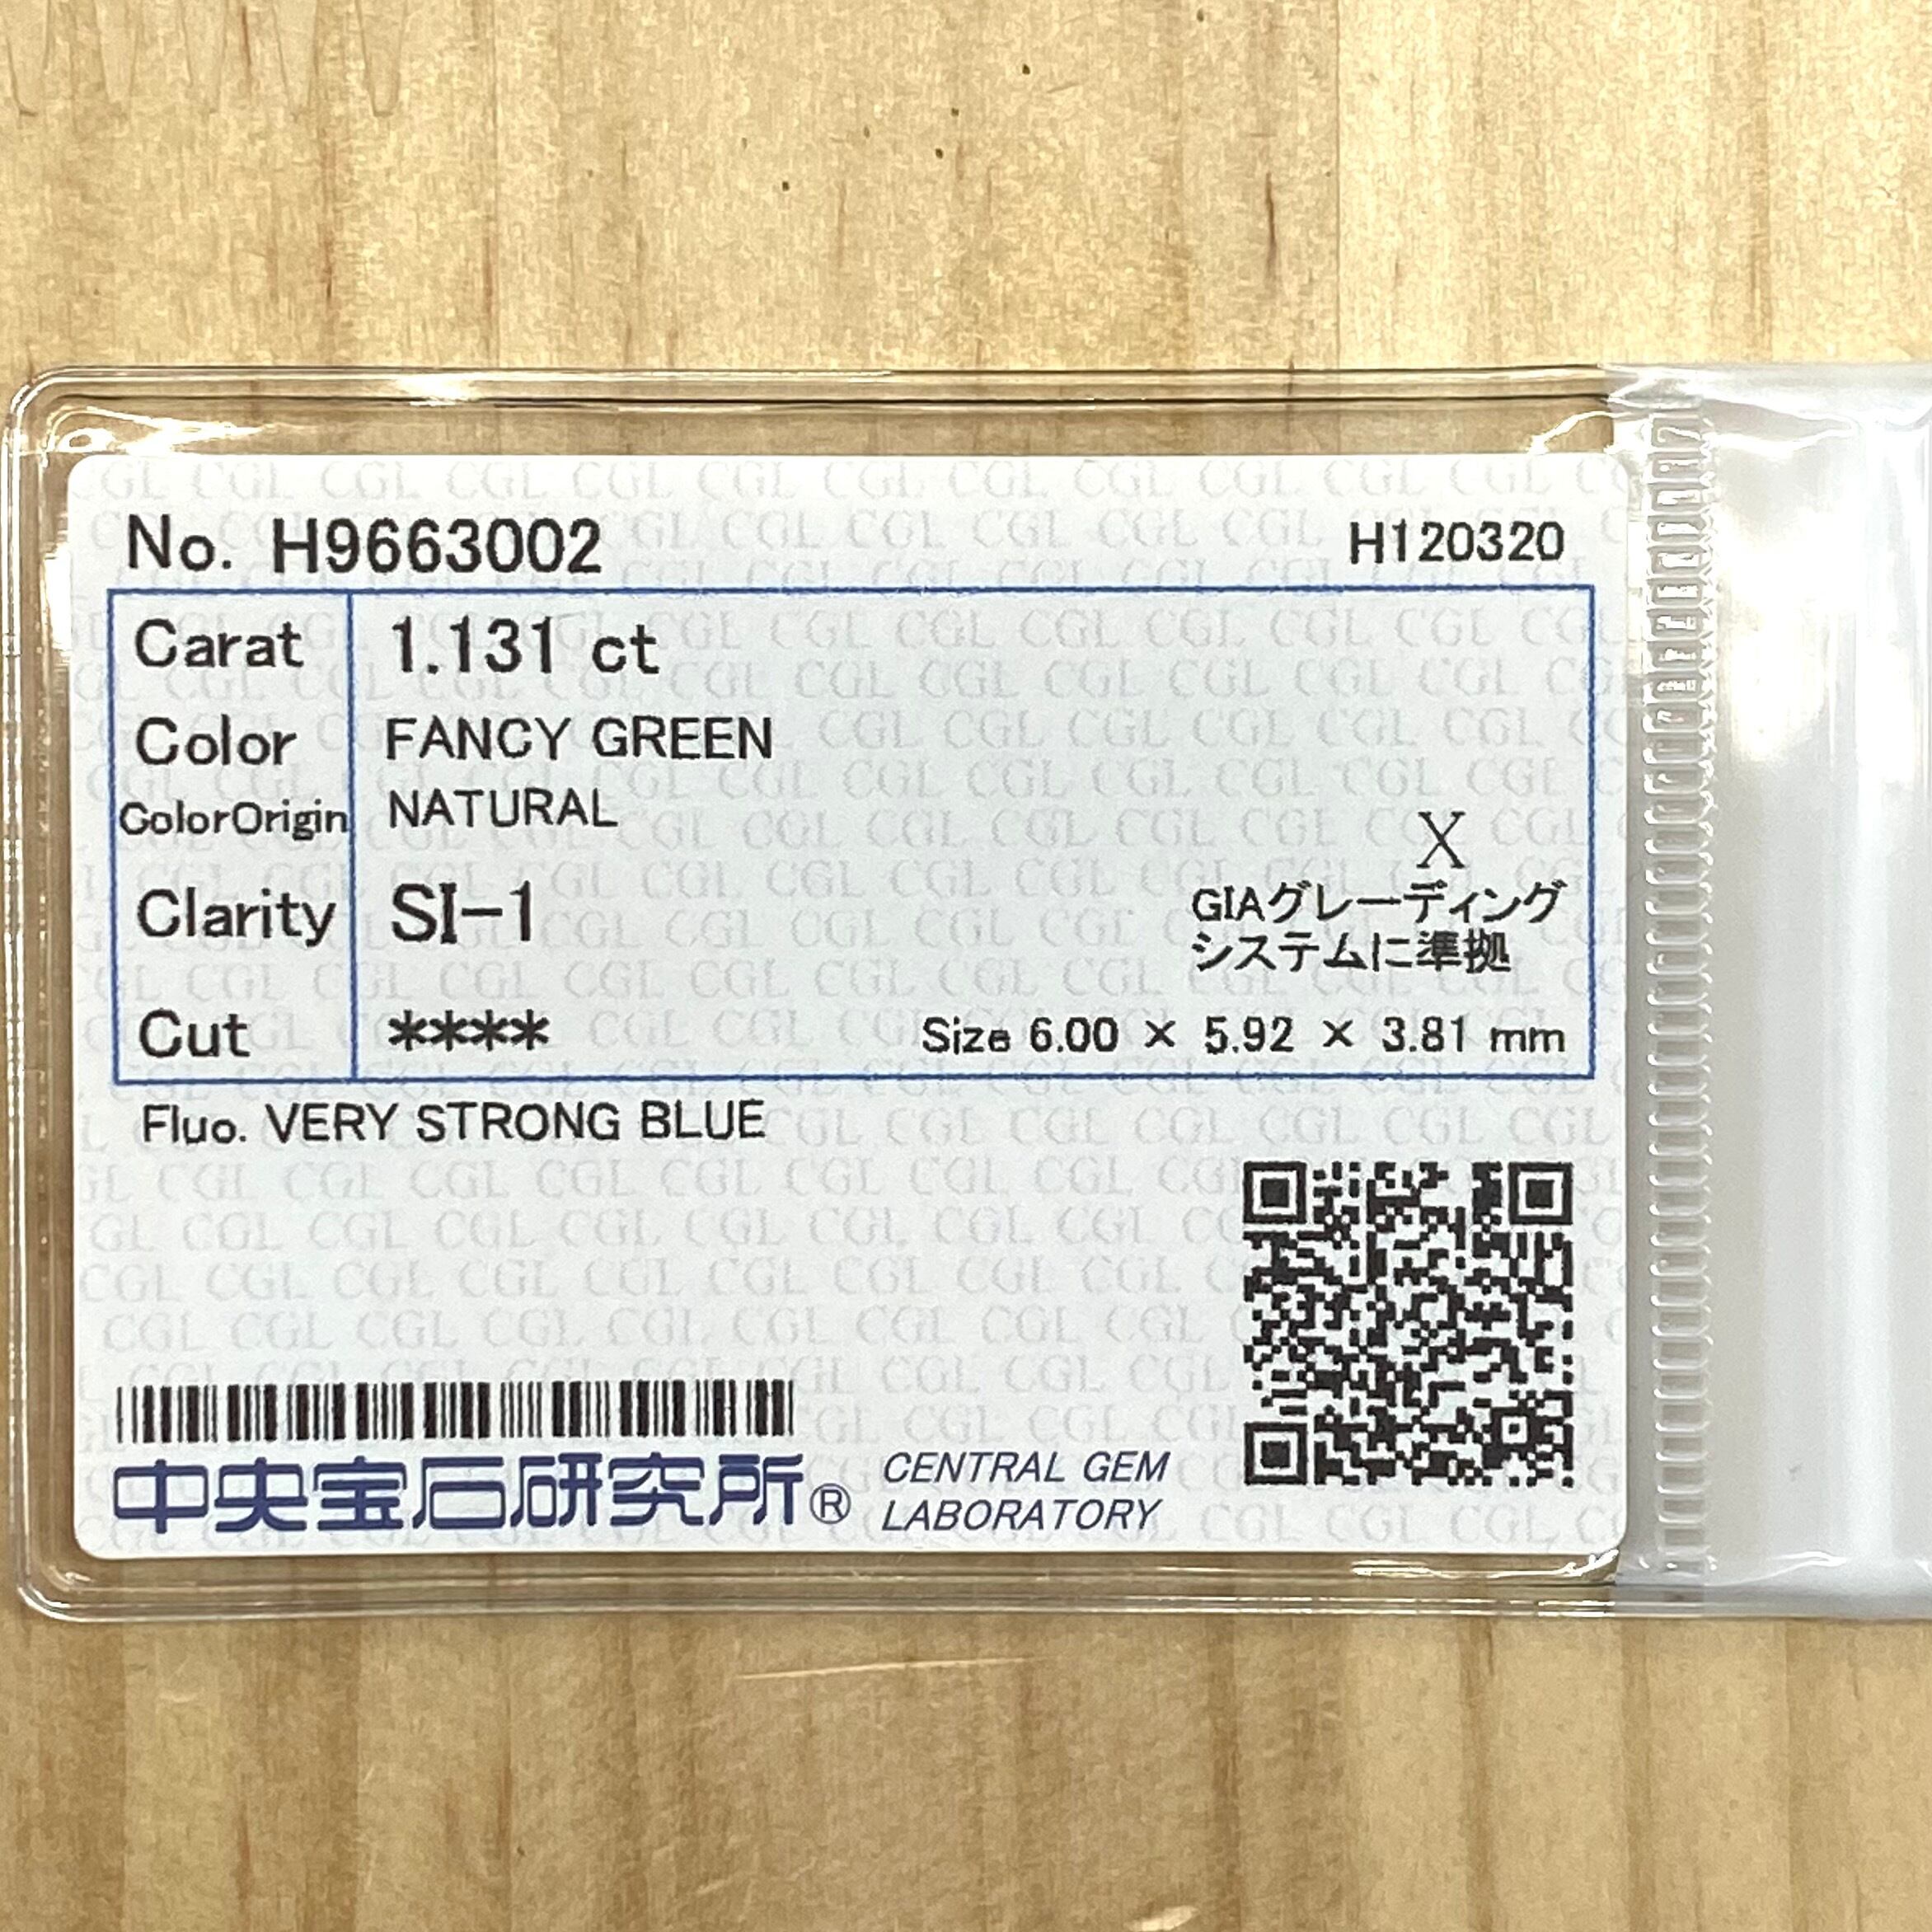 No. H9663002 H120320
Carat 1.131 ct
Color FANCY GREEN
ColorOrigin NATURAL
X
Clarity SI-1
GIAグレーディング
システムに準拠
Cut **** Size 6.00 × 5.92 × 3.81 mm
Fluo. VERY STRONG BLUE
中央宝石研究所® CENTRAL GEM
LABORATORY